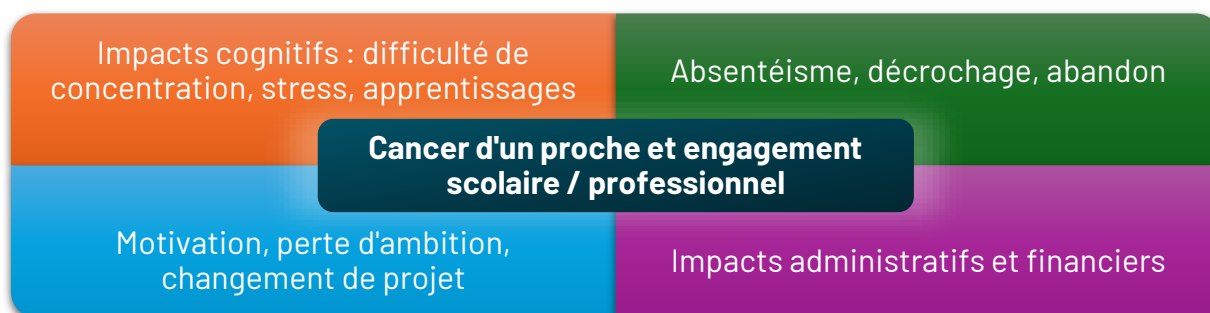 Impacts cognitifs : difficulté de
concentration, stress, apprentissages
Absentéisme, décrochage, abandon
Cancer d'un proche et engagement
scolaire / professionnel
Motivation, perte d'ambition,
changement de projet
Impacts administratifs et financiers